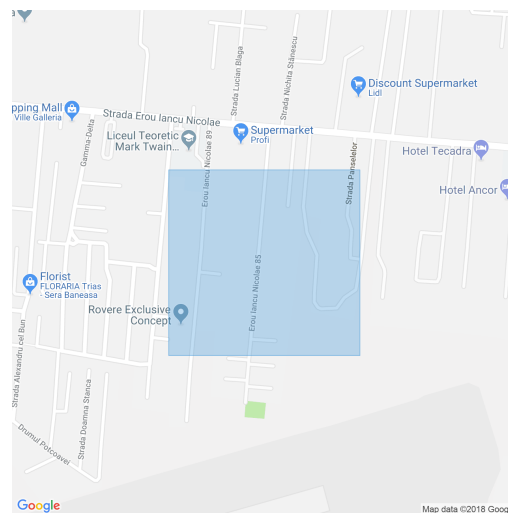 a
Strada Lucian Blaga
Strada Nichita Stănescu
Discount Supermarket
Lidl
pping Mall
Ville Galleria
Strada Erou Iancu Nicolae
Gamma-Delta
Liceul Teoretic
Mark Twain...
Erou Iancu Nicolae 89
Supermarket
Profi
Hotel Tecadra
Strada Panselelor
Hotel Ancor
Florist
FLORARIA Trias
- Sera Baneasa
Erou Iancu Nicolae 85
Rovere Exclusive
Concept
Strada Alexandru cel Bun
Strada Doamna Stanca
Drumul Potcoavei
Google
Map data ©2018 Goog